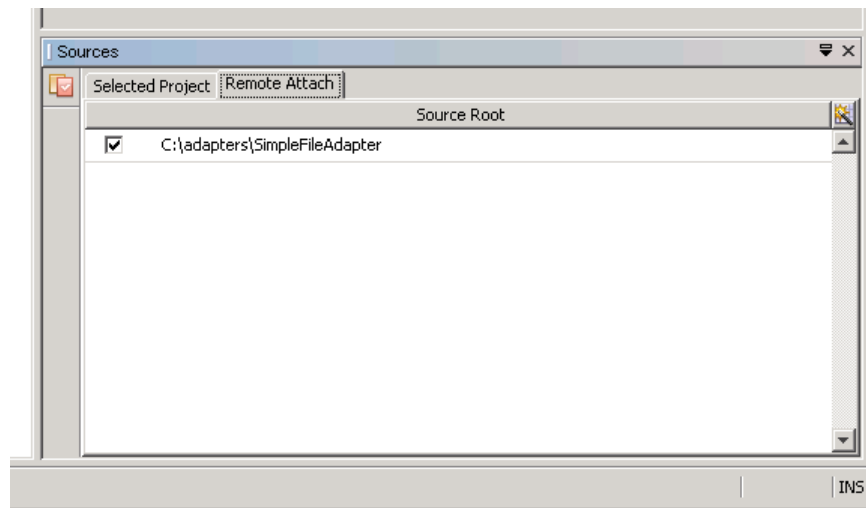 Sources
Selected Project Remote Attach
Source Root
C:\adapters\SimpleFileAdapter
INS